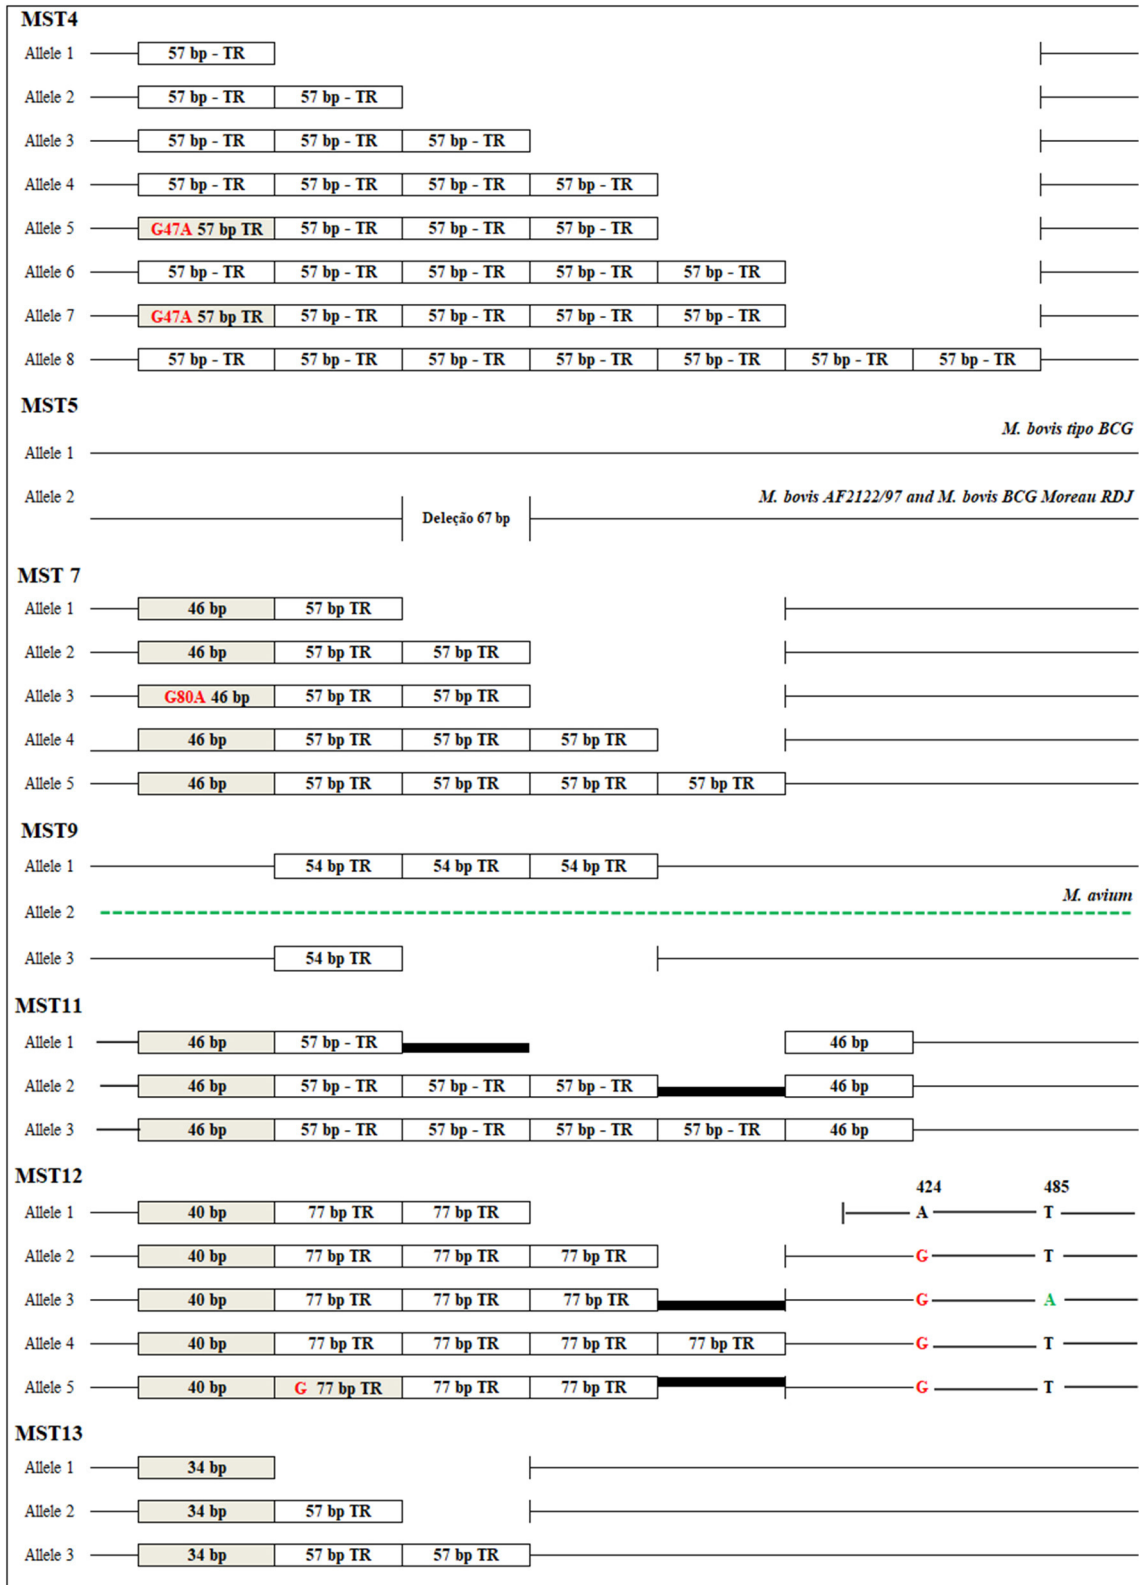 MST4
Allele 1 57 bp - TR
Allele 2 57 bp - TR 57 bp - TR
Allele 3 57 bp - TR 57 bp - TR 57 bp - TR
Allele 4 57 bp - TR 57 bp - TR 57 bp - TR 57 bp - TR
Allele 5 G47A 57 bp TR 57 bp - TR 57 bp - TR 57 bp - TR
Allele 6 57 bp - TR 57 bp - TR 57 bp - TR 57 bp - TR 57 bp - TR
Allele 7 G47A 57 bp TR 57 bp - TR 57 bp - TR 57 bp - TR 57 bp - TR
Allele 8 57 bp - TR 57 bp - TR 57 bp - TR 57 bp - TR 57 bp - TR 57 bp - TR 57 bp - TR
MST5
M. bovis tipo BCG
Allele 1
Allele 2 M. bovis AF2122/97 and M. bovis BCG Moreau RDJ
Deleção 67 bp
MST 7
Allele 1 46 bp 57 bp TR
Allele 2 46 bp 57 bp TR 57 bp TR
Allele 3 G80A 46 bp 57 bp TR 57 bp TR
Allele 4 46 bp 57 bp TR 57 bp TR 57 bp TR
Allele 5 46 bp 57 bp TR 57 bp TR 57 bp TR 57 bp TR
MST9
Allele 1 54 bp TR 54 bp TR 54 bp TR
M. avium
Allele 2
Allele 3 54 bp TR
MST11
Allele 1 46 bp 57 bp - TR 46 bp
Allele 2 46 bp 57 bp - TR 57 bp - TR 57 bp - TR 46 bp
Allele 3 46 bp 57 bp - TR 57 bp - TR 57 bp - TR 57 bp - TR 46 bp
MST12
424 485
Allele 1 40 bp 77 bp TR 77 bp TR A T
Allele 2 40 bp 77 bp TR 77 bp TR 77 bp TR G T
Allele 3 40 bp 77 bp TR 77 bp TR 77 bp TR G A
Allele 4 40 bp 77 bp TR 77 bp TR 77 bp TR 77 bp TR G T
Allele 5 40 bp G 77 bp TR 77 bp TR 77 bp TR G T
MST13
Allele 1 34 bp
Allele 2 34 bp 57 bp TR
Allele 3 34 bp 57 bp TR 57 bp TR